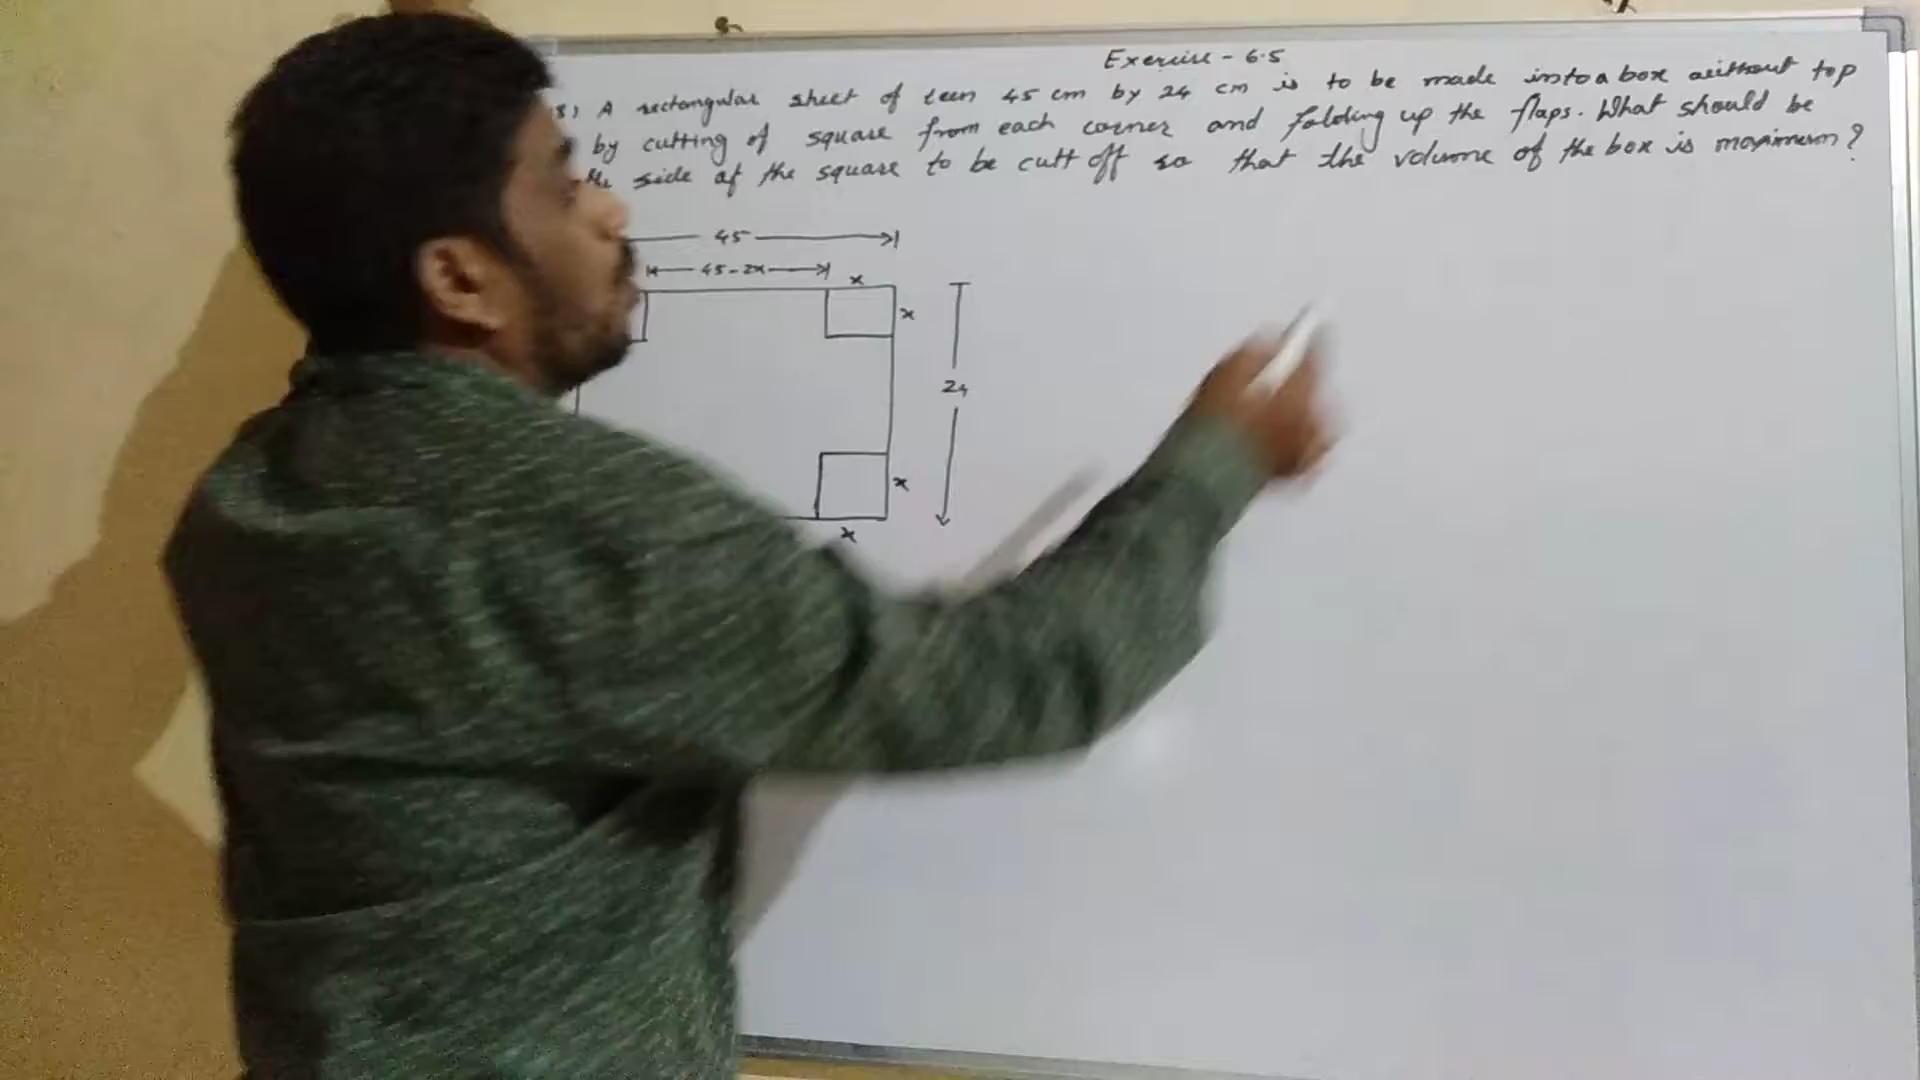 Exercise - 6.5
8) A rectangular sheet of teen 45 cm by 24 cm is to be made into a box without top
by cutting of square from each corner and folding up the flaps. What should be
the side of the square to be cutt off so that the volume of the box is maximum?
45
45-2x
x
x
24
x
x